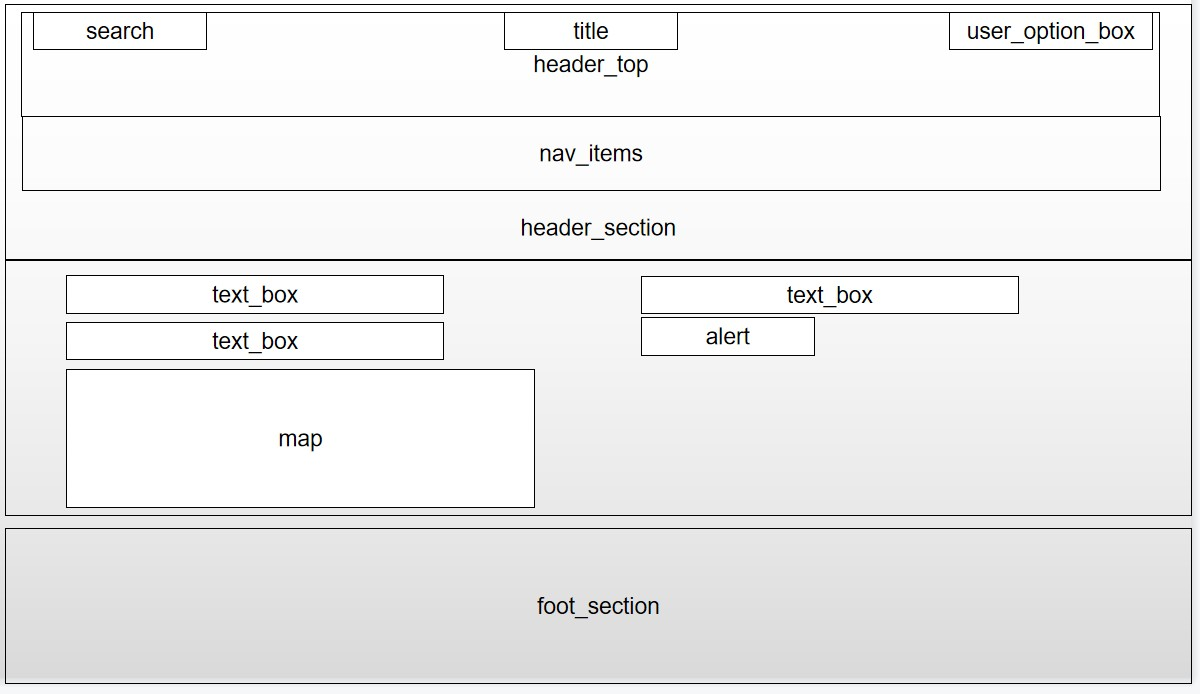 search
title
user_option_box
header_top
nav_items
header_section
text_box
text_box
text_box
alert
map
foot_section